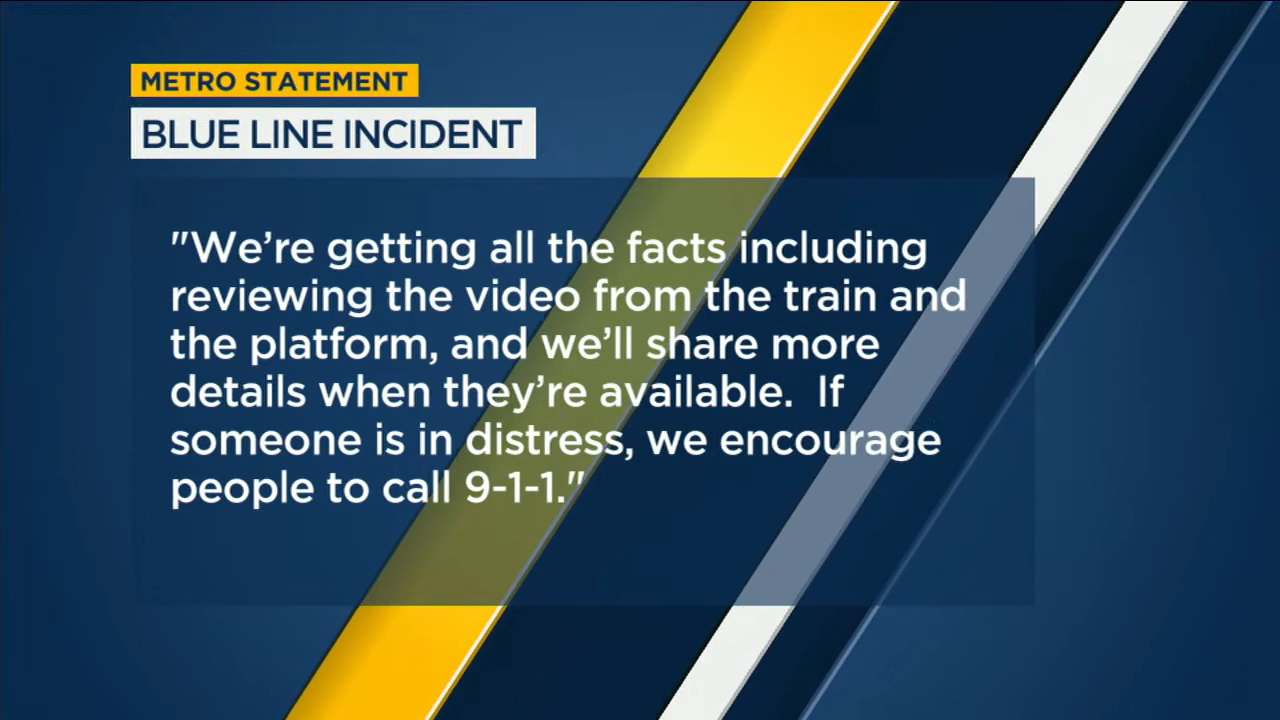 METRO STATEMENT
BLUE LINE INCIDENT
"We’re getting all the facts including
reviewing the video from the train and
the platform, and we’ll share more
details when they’re available.  If
someone is in distress, we encourage
people to call 9-1-1."